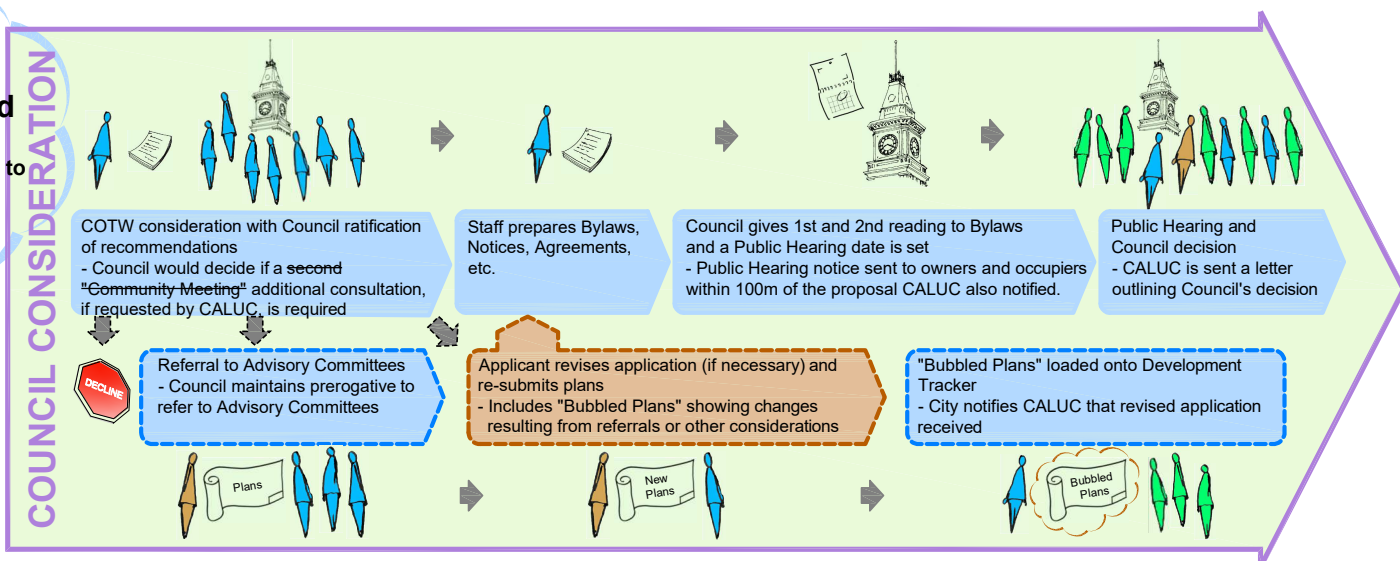 d
to
COUNCIL CONSIDERATION
COTW consideration with Council ratification
of recommendations
- Council would decide if a second
"Community Meeting" additional consultation,
if requested by CALUC, is required
Staff prepares Bylaws,
Notices, Agreements,
etc.
Council gives 1st and 2nd reading to Bylaws
and a Public Hearing date is set
- Public Hearing notice sent to owners and occupiers
within 100m of the proposal CALUC also notified.
Public Hearing and
Council decision
- CALUC is sent a letter
outlining Council's decision
DECLINE
Referral to Advisory Committees
- Council maintains prerogative to
refer to Advisory Committees
Applicant revises application (if necessary) and
re-submits plans
- Includes "Bubbled Plans" showing changes
resulting from referrals or other considerations
"Bubbled Plans" loaded onto Development
Tracker
- City notifies CALUC that revised application
received
Plans
New
Plans
Bubbled
Plans